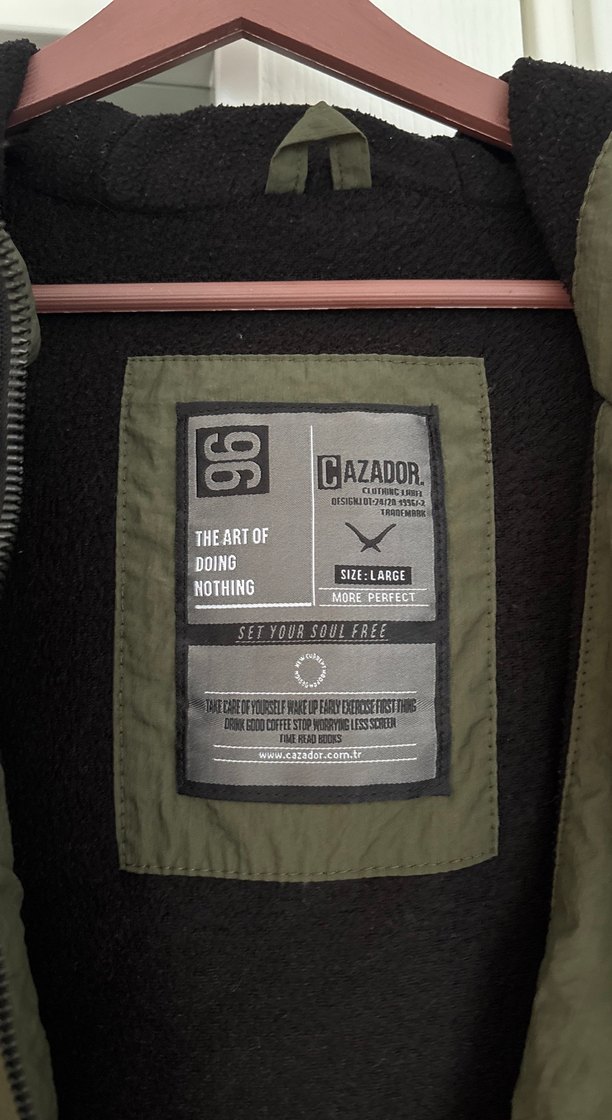 96
THE ART OF
DOING
NOTHING
CAZADOR.
CLOTHING LABEL
TRADEMARK
SIZE: LARGE
MORE PERFECT
SET YOUR SOUL FREE
TAKE CARE OF YOURSELF WAKE UP EARLY EXERCISE FIRST THING
DRINK GOOD COFFEE STOP WORRYING LESS SCREEN
TIME READ BOOKS
www.cazador.com.tr